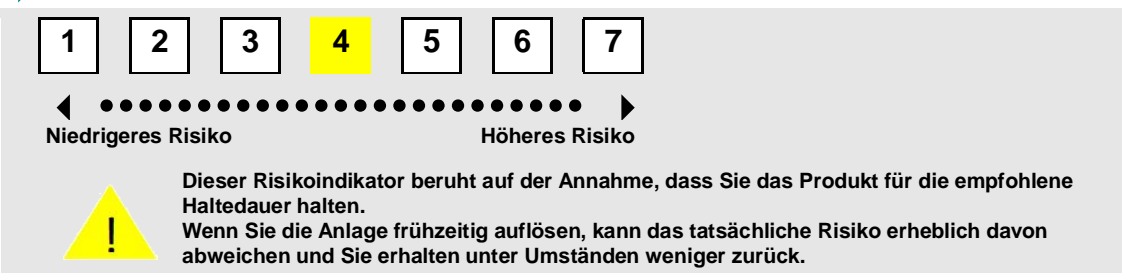 1 2 3 4 5 6 7
Niedrigeres Risiko Höheres Risiko
Dieser Risikoindikator beruht auf der Annahme, dass Sie das Produkt für die empfohlene
Haltedauer halten.
! Wenn Sie die Anlage frühzeitig auflösen, kann das tatsächliche Risiko erheblich davon
abweichen und Sie erhalten unter Umständen weniger zurück.